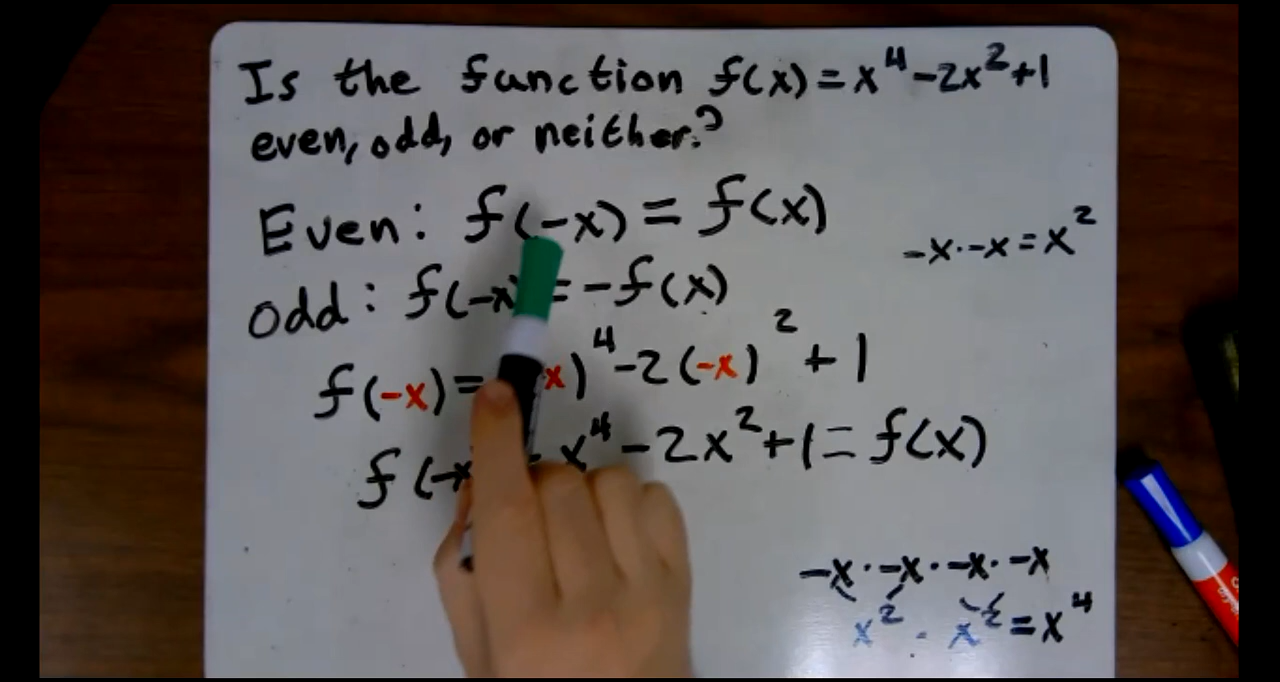 Is the function f(x) = x⁴ - 2x² + 1
even, odd, or neither?
Even: f(-x) = f(x)
-x · -x = x²
Odd: f(-x) = -f(x)
f(-x) = x)⁴ - 2(-x)² + 1
f(-x x⁴ - 2x² + 1 = f(x)
-x · -x · -x · -x
x² · x² = x⁴